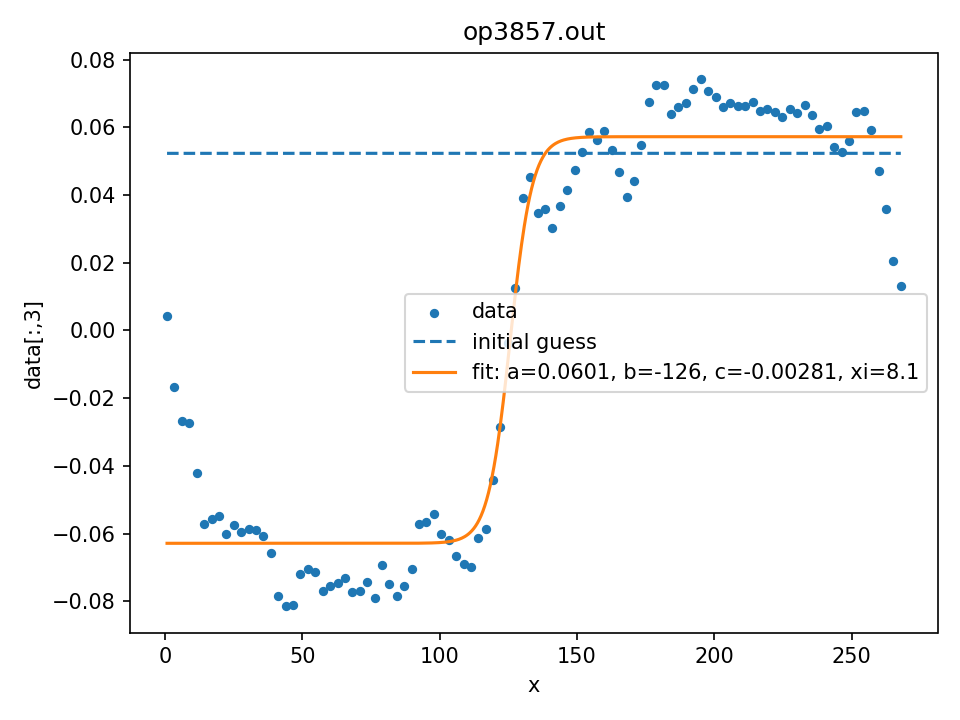 op3857.out
0.08
0.06
0.04
0.02
0.00
−0.02
−0.04
−0.06
−0.08
data[:,3]
data
initial guess
fit: a=0.0601, b=-126, c=-0.00281, xi=8.1
0 50 100 150 200 250
x